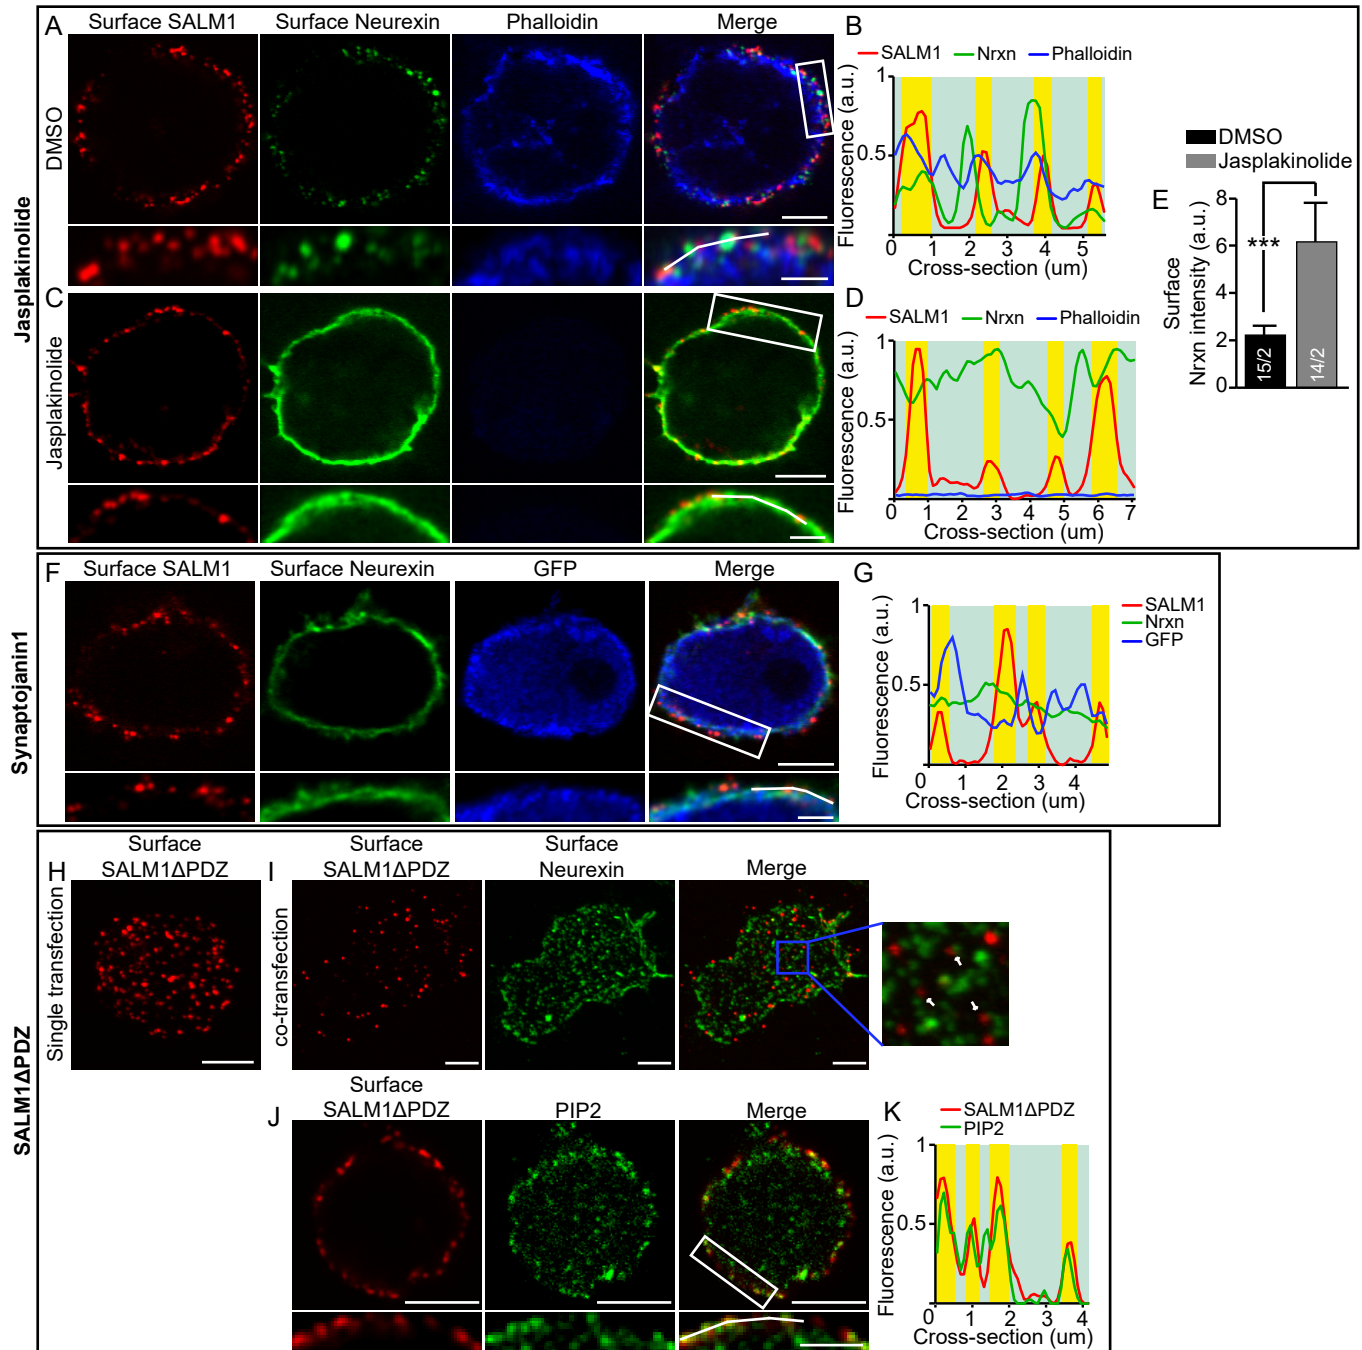 Jasplakinolide
A
Surface SALM1
Surface Neurexin
Phalloidin
Merge
DMSO
B
SALM1
Nrxn
Phalloidin
Fluorescence (a.u.)
1
0.5
0
1
2
3
4
5
Cross-section (um)
C
Jasplakinolide
D
SALM1
Nrxn
Phalloidin
Fluorescence (a.u.)
1
0.5
0
0
1
2
3
4
5
6
7
Cross-section (um)
E
DMSO
Jasplakinolide
Surface
Nrxn intensity (a.u.)
8
6
4
2
0
***
15/2
14/2
Synaptojanin1
F
Surface SALM1
Surface Neurexin
GFP
Merge
G
SALM1
Nrxn
GFP
Fluorescence (a.u.)
1
0.5
0
0
1
2
3
4
Cross-section (um)
SALM1ΔPDZ
H
Surface
SALM1ΔPDZ
Single transfection
I
Surface
SALM1ΔPDZ
Surface
Neurexin
Merge
co-transfection
J
Surface
SALM1ΔPDZ
PIP2
Merge
K
SALM1ΔPDZ
PIP2
Fluorescence (a.u.)
1
0.5
0
0
1
2
3
4
Cross-section (um)